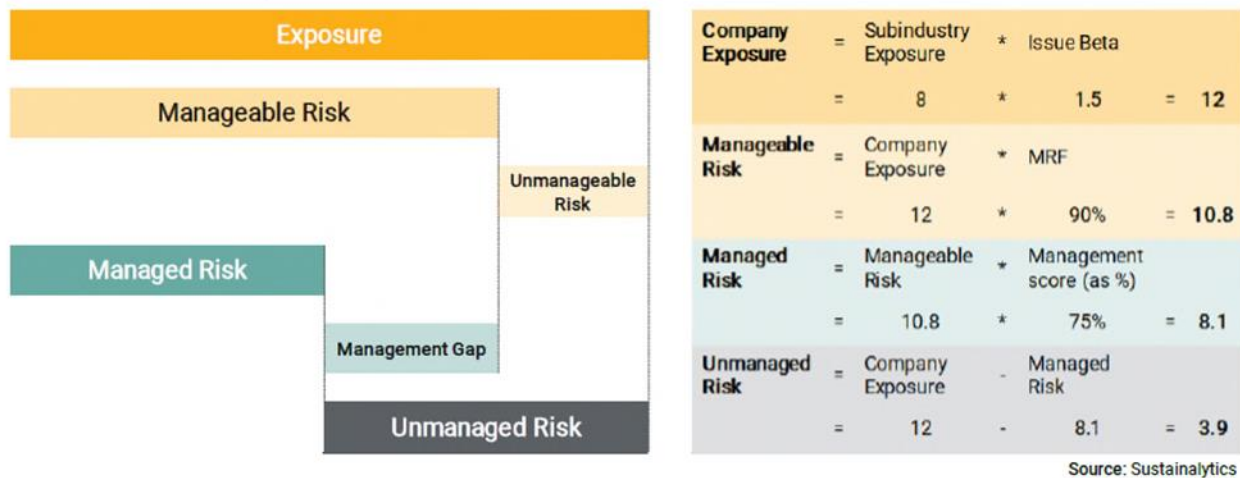 Exposure
Manageable Risk
Unmanageable
Risk
Managed Risk
Management Gap
Unmanaged Risk
Company = Subindustry * Issue Beta
Exposure Exposure
= 8 * 1.5 = 12
Manageable = Company * MRF
Risk Exposure
= 12 * 90% = 10.8
Managed = Manageable * Management
Risk Risk score (as %)
= 10.8 * 75% = 8.1
Unmanaged = Company - Managed
Risk Exposure Risk
= 12 - 8.1 = 3.9
Source: Sustainalytics